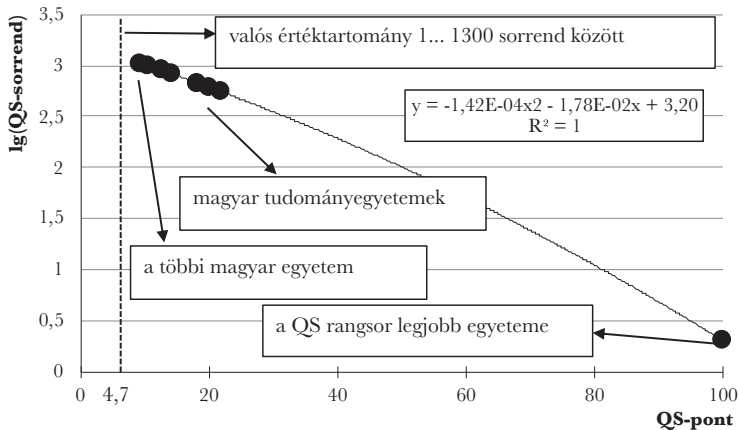 3,5
valós értéktartomány 1... 1300 sorrend között
3
y = -1,42E-04x2 - 1,78E-02x + 3,20
R² = 1
2,5
lg(QS-sorrend)
2
magyar tudományegyetemek
1,5
a többi magyar egyetem
1
a QS rangsor legjobb egyeteme
0,5
0
0 4,7 20 40 60 80 100
QS-pont